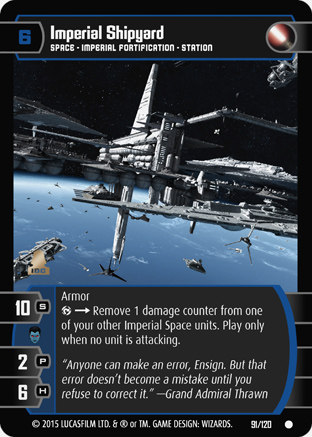 6
Imperial Shipyard
SPACE • IMPERIAL FORTIFICATION • STATION
10 S
2 P
6 H
Armor
→ Remove 1 damage counter from one
of your other Imperial Space units. Play only
when no unit is attacking.
“Anyone can make an error, Ensign. But that
error doesn’t become a mistake until you
refuse to correct it.” —Grand Admiral Thrawn
© 2015 LUCASFILM LTD. & ® or TM. GAME DESIGN: WIZARDS.
91/120